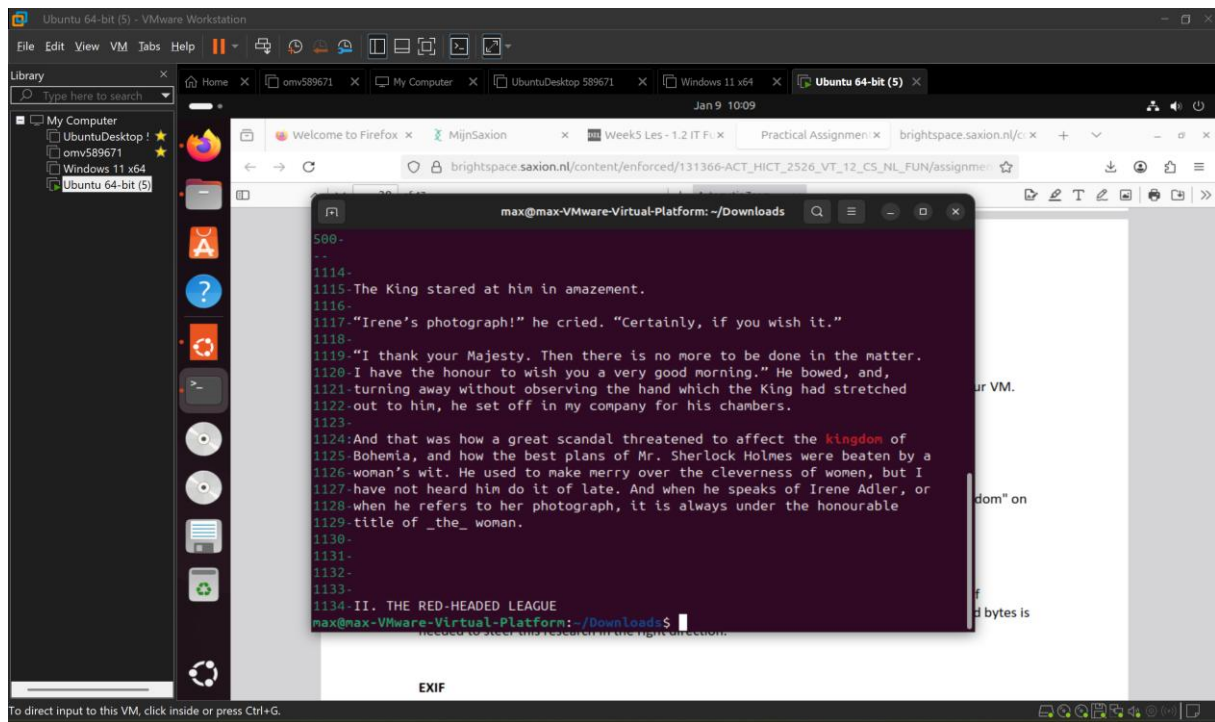 Ubuntu 64-bit (5) - VMware Workstation
File Edit View VM Tabs Help
Library
Type here to search
My Computer
UbuntuDesktop
omv589671
Windows 11 x64
Ubuntu 64-bit (5)
Home omv589671 My Computer UbuntuDesktop 589671 Windows 11 x64 Ubuntu 64-bit (5)
Jan 9 10:09
Welcome to Firefox MijnSaxion Week5 Les - 1.2 IT Practical Assignmen brightspace.saxion.nl/c
brightspace.saxion.nl/content/enforced/131366-ACT_HICT_2526_VT_12_CS_NL_FUN/assignmen
max@max-VMware-Virtual-Platform: ~/Downloads
500-
--
1114-
1115-The King stared at him in amazement.
1116-
1117-“Irene’s photograph!” he cried. “Certainly, if you wish it.”
1118-
1119-“I thank your Majesty. Then there is no more to be done in the matter.
1120-I have the honour to wish you a very good morning.” He bowed, and,
1121-turning away without observing the hand which the King had stretched
1122-out to him, he set off in my company for his chambers.
1123-
1124:And that was how a great scandal threatened to affect the kingdom of
1125-Bohemia, and how the best plans of Mr. Sherlock Holmes were beaten by a
1126-woman’s wit. He used to make merry over the cleverness of women, but I
1127-have not heard him do it of late. And when he speaks of Irene Adler, or
1128-when he refers to her photograph, it is always under the honourable
1129-title of _the_ woman.
1130-
1131-
1132-
1133-
1134-II. THE RED-HEADED LEAGUE
max@max-VMware-Virtual-Platform:~/Downloads$
ur VM.
dom" on
f
d bytes is
needed to steer this research in the right direction.
EXIF
To direct input to this VM, click inside or press Ctrl+G.